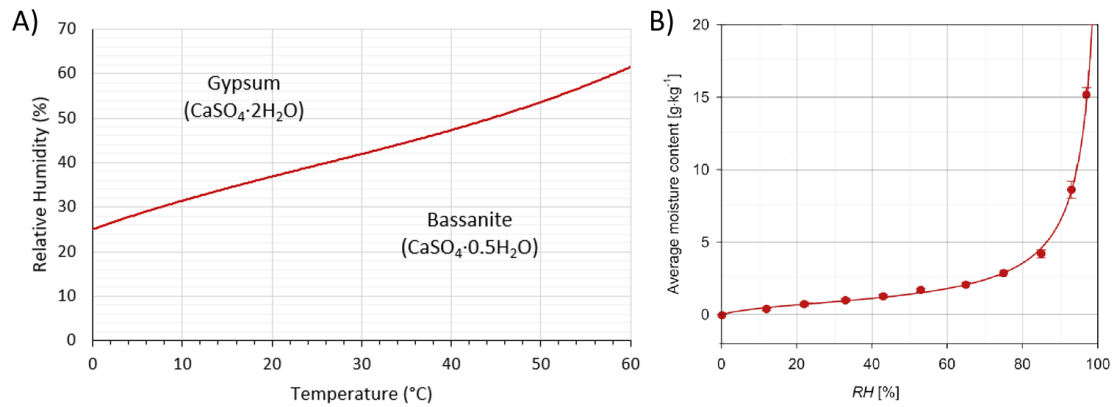 A)
70
60
50
40
30
20
10
0
Relative Humidity (%)
Gypsum
(CaSO₄·2H₂O)
Bassanite
(CaSO₄·0.5H₂O)
0 10 20 30 40 50 60
Temperature (°C)
B)
20
15
10
5
0
Average moisture content [g·kg⁻¹]
0 20 40 60 80 100
RH [%]